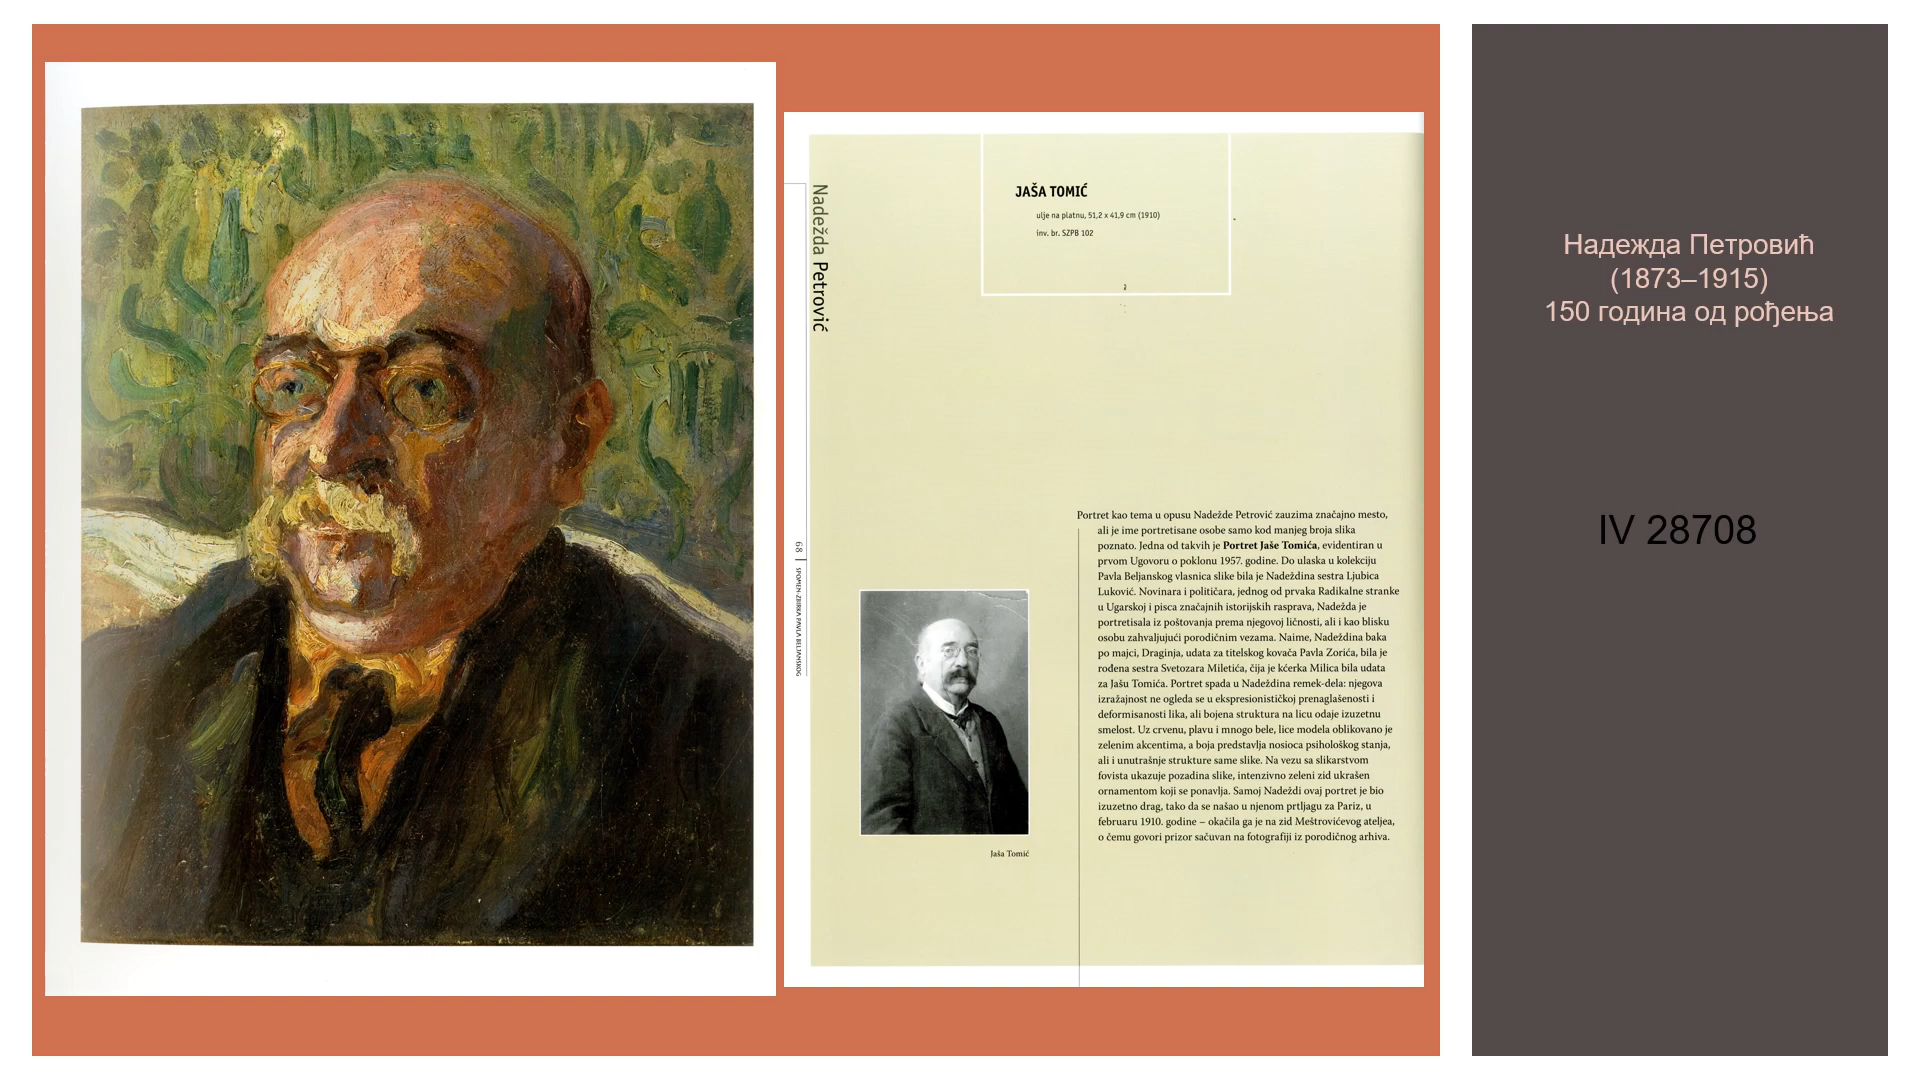 Nadežda Petrović
68 | SPOMEN-ZBIRKA PAVLA BELJANSKOG
JAŠA TOMIĆ
ulje na platnu, 51,2 x 41,9 cm (1910)
inv. br. SZPB 102
Portret kao tema u opusu Nadežde Petrović zauzima značajno mesto,
ali je ime portretisane osobe samo kod manjeg broja slika
poznato. Jedna od takvih je Portret Jaše Tomića, evidentiran u
prvom Ugovoru o poklonu 1957. godine. Do ulaska u kolekciju
Pavla Beljanskog vlasnica slike bila je Nadeždina sestra Ljubica
Luković. Novinara i političara, jednog od prvaka Radikalne stranke
u Ugarskoj i pisca značajnih istorijskih rasprava, Nadežda je
portretisala iz poštovanja prema njegovoj ličnosti, ali i kao blisku
osobu zahvaljujući porodičnim vezama. Naime, Nadeždina baka
po majci, Draginja, udata za titelskog kovača Pavla Zorića, bila je
rođena sestra Svetozara Miletića, čija je kćerka Milica bila udata
za Jašu Tomića. Portret spada u Nadeždina remek-dela: njegova
izražajnost ne ogleda se u ekspresionističkoj prenaglašenosti i
deformisanosti lika, ali bojena struktura na licu odaje izuzetnu
smelost. Uz crvenu, plavu i mnogo bele, lice modela oblikovano je
zelenim akcentima, a boja predstavlja nosioca psihološkog stanja,
ali i unutrašnje strukture same slike. Na vezu sa slikarstvom
fovista ukazuje pozadina slike, intenzivno zeleni zid ukrašen
ornamentom koji se ponavlja. Samoj Nadeždi ovaj portret je bio
izuzetno drag, tako da se našao u njenom prtljagu za Pariz, u
februaru 1910. godine – okačila ga je na zid Meštrovićevog ateljea,
o čemu govori prizor sačuvan na fotografiji iz porodičnog arhiva.
Jaša Tomić
Надежда Петровић
(1873–1915)
150 година од рођења
IV 28708